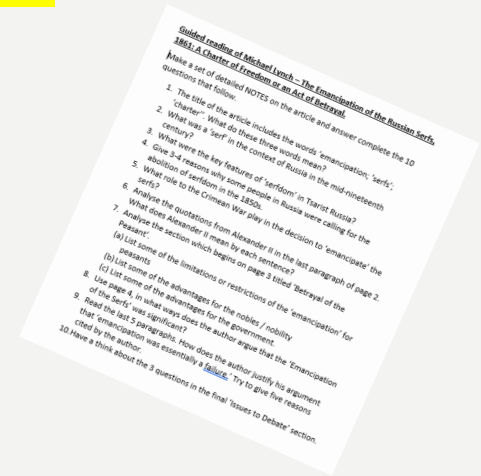 Guided reading of Michael Lynch – The Emancipation of the Russian Serfs,
1861: A Charter of Freedom or an Act of Betrayal.
Make a set of detailed NOTES on the article and answer complete the 10
questions that follow.
1. The title of the article includes the words 'emancipation; 'serfs';
'charter''. What do these three words mean?
2. What was a 'serf' in the context of Russia in the mid-nineteenth
century?
3. What were the key features of 'serfdom' in Tsarist Russia?
4. Give 3-4 reasons why some people in Russia were calling for the
abolition of serfdom in the 1850s.
5. What role to the Crimean War play in the decision to 'emancipate' the
serfs?
6. Analyse the quotations from Alexander II in the last paragraph of page 2.
What does Alexander II mean by each sentence?
7. Analyse the section which begins on page 3 titled 'Betrayal of the
Peasant'.
(a) List some of the limitations or restrictions of the 'emancipation' for
peasants
(b) List some of the advantages for the nobles / nobility
(c) List some of the advantages for the government.
8. Use page 4, in what ways does the author argue that the 'Emancipation
of the Serfs' was significant?
9. Read the last 5 paragraphs. How does the author justify his argument
that 'emancipation was essentially a failure.' Try to give five reasons
cited by the author.
10. Have a think about the 3 questions in the final 'Issues to Debate' section.